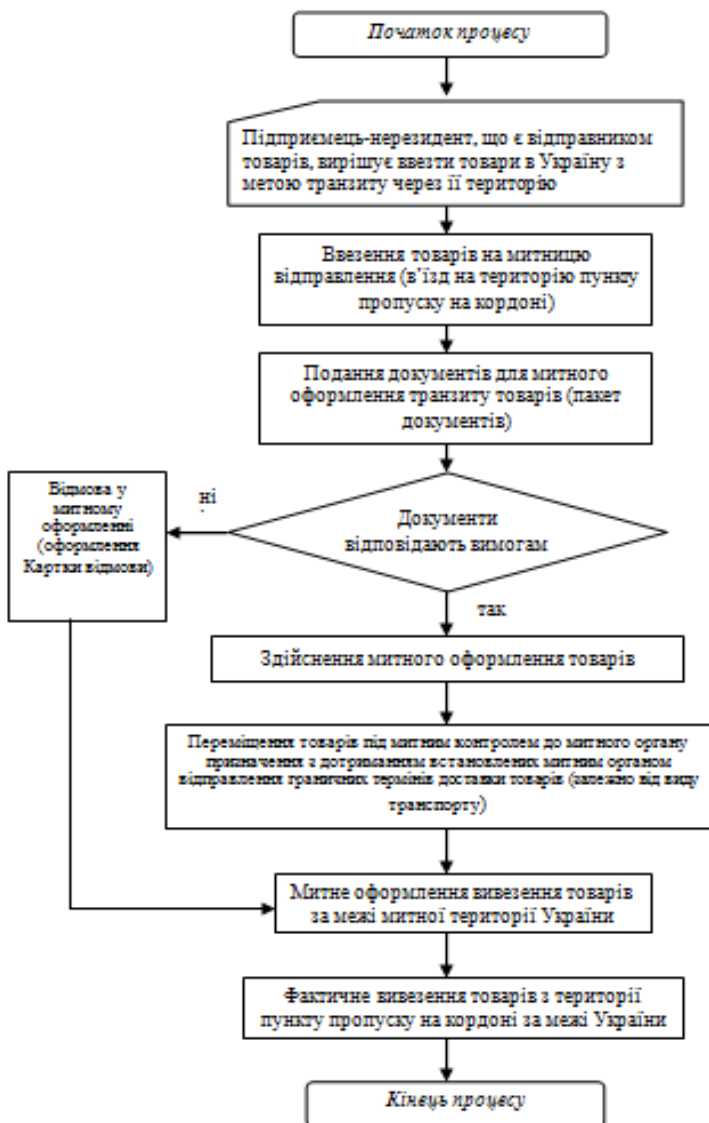 Початок процесу
Підприємець-нерезидент, що є відправником
товарів, вирішує ввезти товари в Україну з
метою транзиту через її територію
Ввезення товарів на митницю
відправлення (в'їзд на територію пункту
пропуску на кордоні)
Подання документів для митного
оформлення транзиту товарів (пакет
документів)
Відмова у
митному
оформленні
(оформлення
Картки відмови)
ні
Документи
відповідають вимогам
так
Здійснення митного оформлення товарів
Переміщення товарів під митним контролем до митного органу
призначення з дотриманням встановлених митним органом
відправлення граничних термінів доставки товарів (залежно від виду
транспорту)
Митне оформлення вивезення товарів
за межі митної території України
Фактичне вивезення товарів з території
пункту пропуску на кордоні за межі України
Кінець процесу